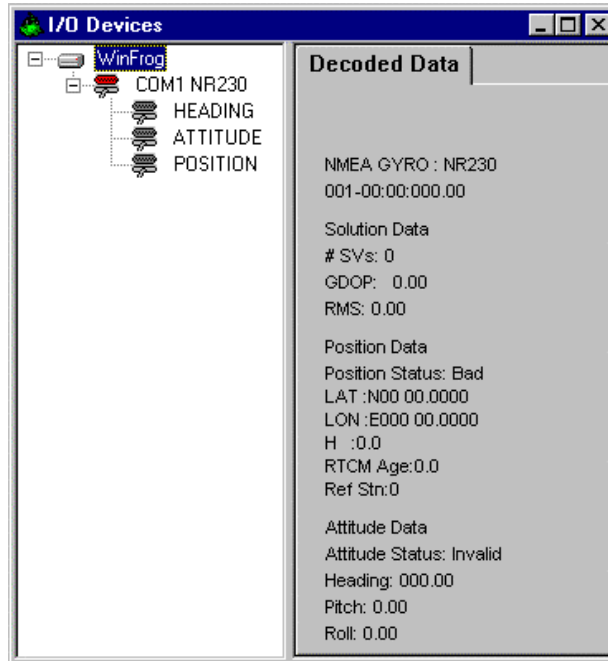 I/O Devices
WinFrog
COM1 NR230
HEADING
ATTITUDE
POSITION
Decoded Data
NMEA GYRO : NR230
001-00:00:000.00
Solution Data
# SVs: 0
GDOP: 0.00
RMS: 0.00
Position Data
Position Status: Bad
LAT :N00 00.0000
LON :E000 00.0000
H :0.0
RTCM Age:0.0
Ref Stn:0
Attitude Data
Attitude Status: Invalid
Heading: 000.00
Pitch: 0.00
Roll: 0.00